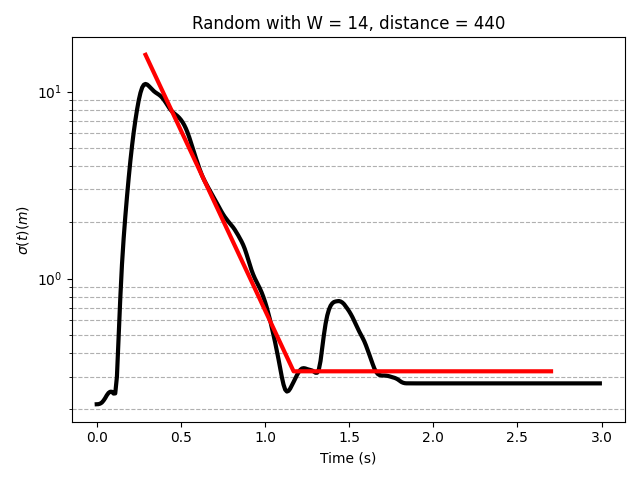 Random with W = 14, distance = 440
σ(t)(m)
10¹
10⁰
0.0 0.5 1.0 1.5 2.0 2.5 3.0
Time (s)